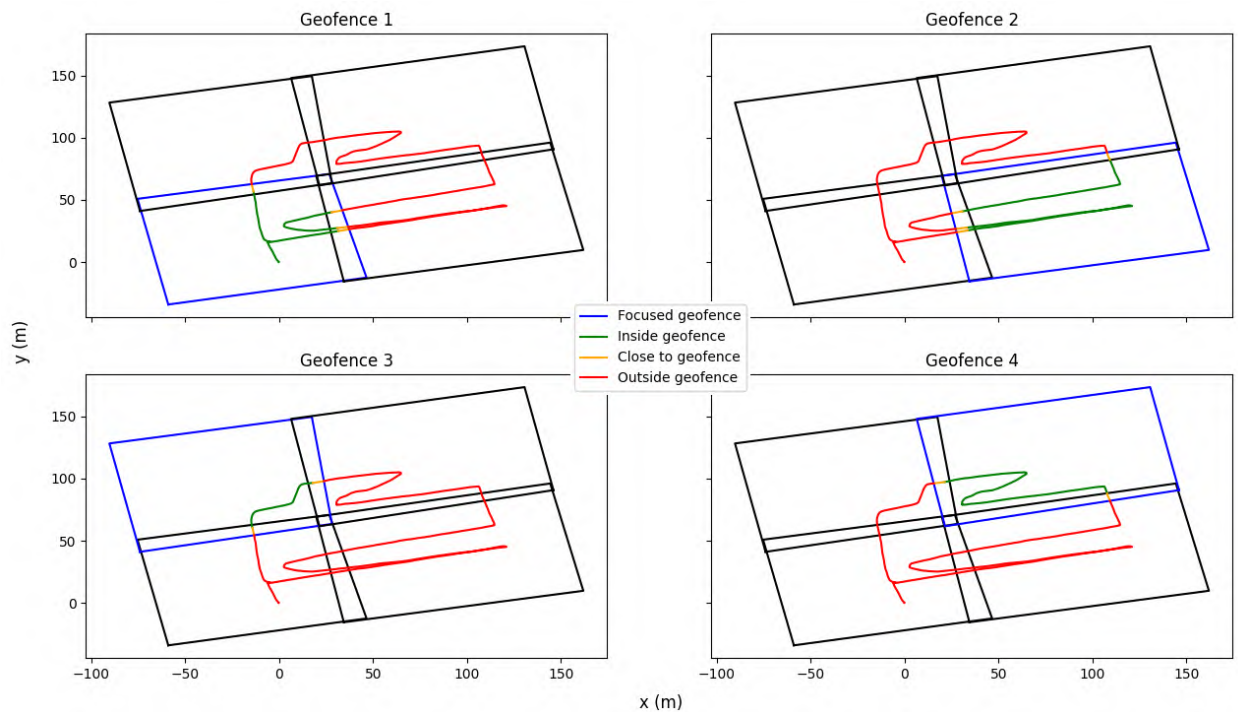 Geofence 1
Geofence 2
150
100
50
0
y (m)
Focused geofence
Inside geofence
Close to geofence
Outside geofence
Geofence 3
Geofence 4
150
100
50
0
−100 −50 0 50 100 150
−100 −50 0 50 100 150
x (m)